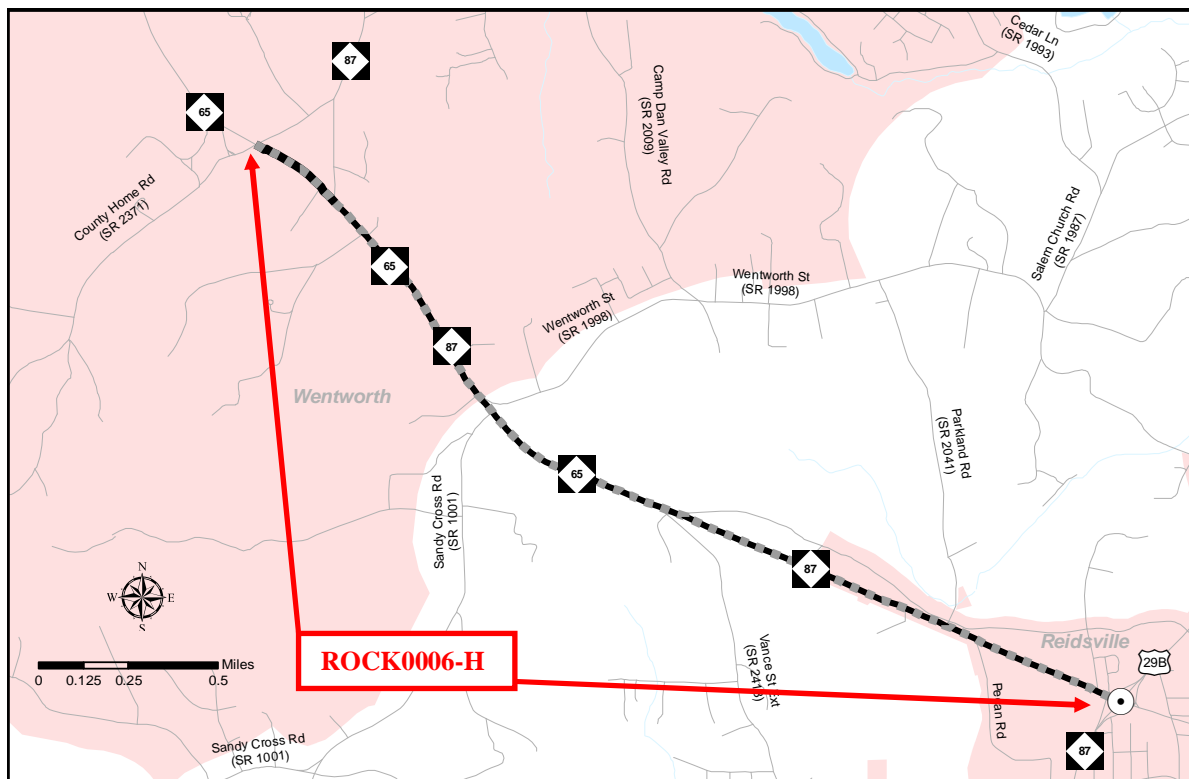 87
Cedar Ln
(SR 1993)
65
Camp Dan Valley Rd
(SR 2009)
County Home Rd
(SR 2371)
Salem Church Rd
(SR 1987)
65
Wentworth St
(SR 1998)
Wentworth St
(SR 1998)
87
Wentworth
Parkland Rd
(SR 2041)
65
Sandy Cross Rd
(SR 1001)
87
N
W E
S
Reidsville
ROCK0006-H
Miles
0 0.125 0.25 0.5
29B
Vance St Ext
Pecan Rd
Sandy Cross Rd
(SR 1001)
87